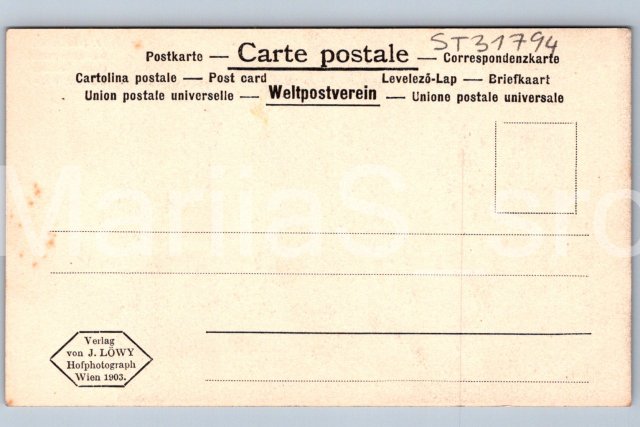 ST31794
Postkarte — Carte postale — Correspondenzkarte
Cartolina postale — Post card Levelező-Lap — Briefkaart
Union postale universelle — Weltpostverein — Unione postale universale
MariiaS_sro
Verlag
von J. LÖWY
Hofphotograph
Wien 1903.